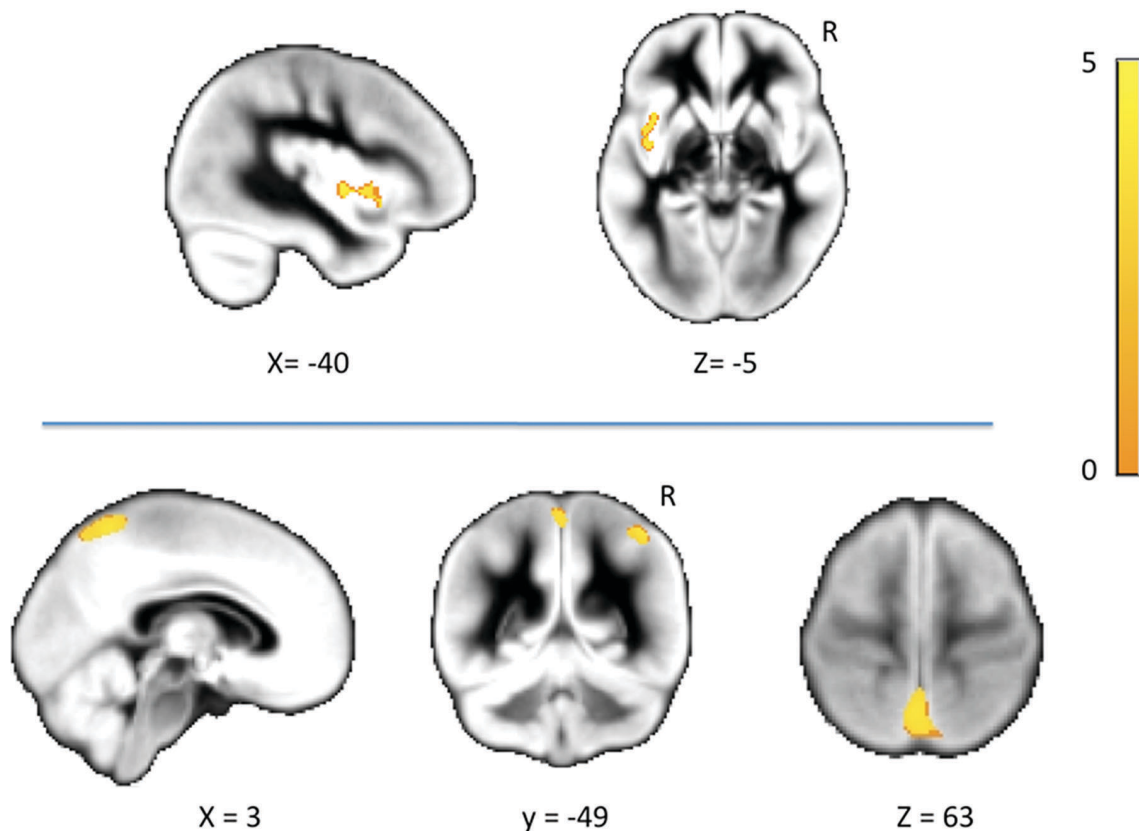 R
5
X= -40
Z= -5
0
R
X = 3
y = -49
Z = 63